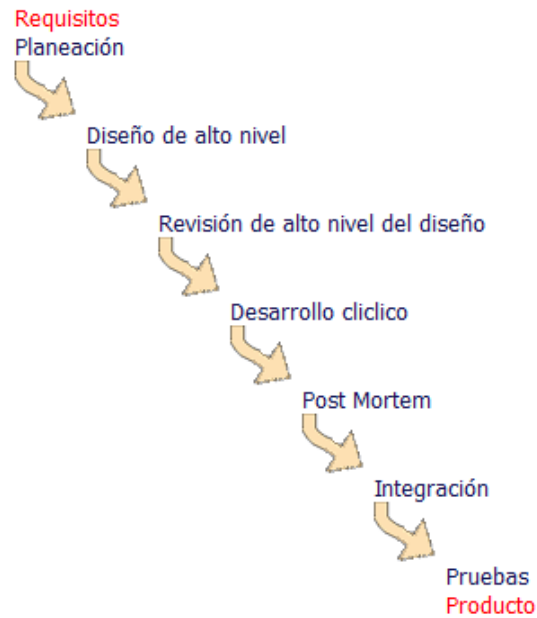 Requisitos
Planeación
Diseño de alto nivel
Revisión de alto nivel del diseño
Desarrollo cliclico
Post Mortem
Integración
Pruebas
Producto